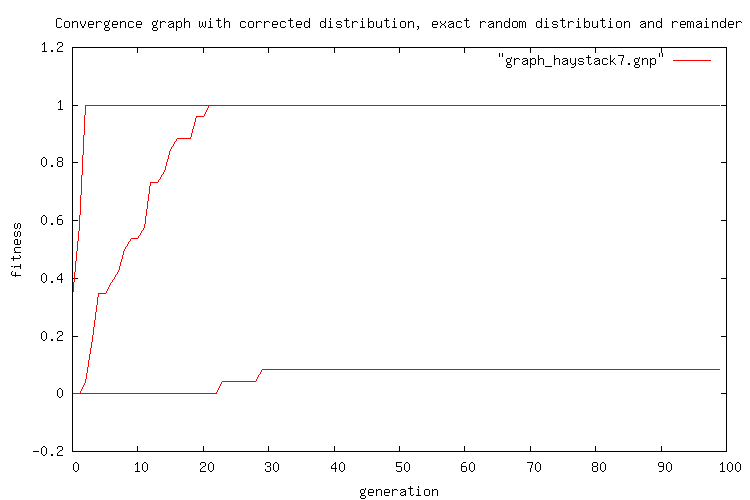 Convergence graph with corrected distribution, exact random distribution and remainder
"graph_haystack7.gnp"
1.2
1
0.8
0.6
0.4
0.2
0
-0.2
fitness
0 10 20 30 40 50 60 70 80 90 100
generation